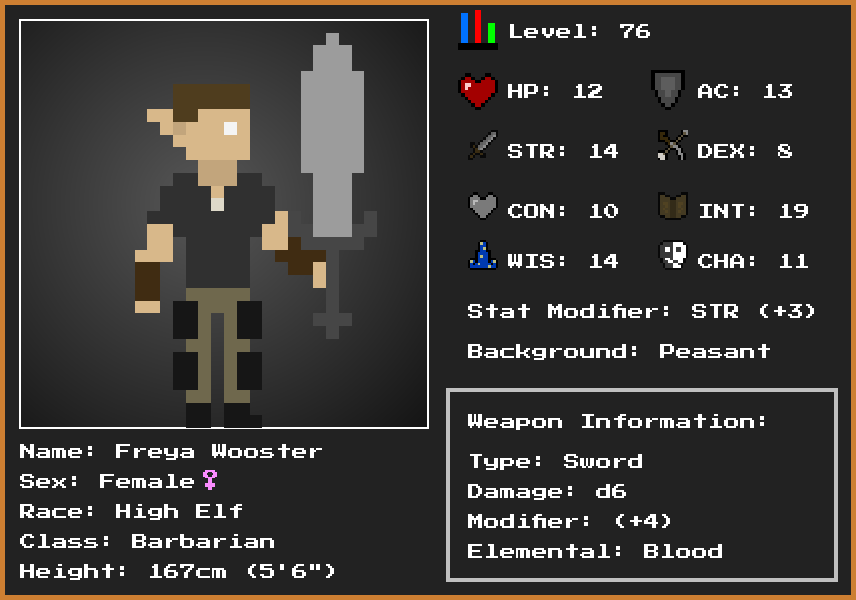 Level: 76
HP: 12 AC: 13
STR: 14 DEX: 8
CON: 10 INT: 19
WIS: 14 CHA: 11
Stat Modifier: STR (+3)
Background: Peasant
Weapon Information:
Type: Sword
Damage: d6
Modifier: (+4)
Elemental: Blood
Name: Freya Wooster
Sex: Female♀
Race: High Elf
Class: Barbarian
Height: 167cm (5'6")